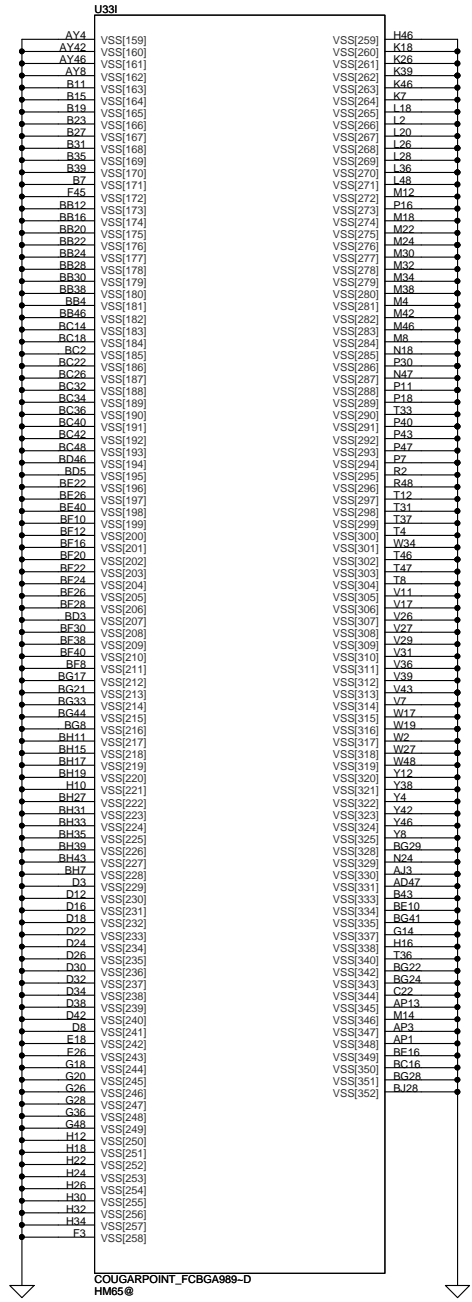 U33I
AY4 VSS[159]
AY42 VSS[160]
AY46 VSS[161]
AY8 VSS[162]
B11 VSS[163]
B15 VSS[164]
B19 VSS[165]
B23 VSS[166]
B27 VSS[167]
B31 VSS[168]
B35 VSS[169]
B39 VSS[170]
B7 VSS[171]
F45 VSS[172]
BB12 VSS[173]
BB16 VSS[174]
BB20 VSS[175]
BB22 VSS[176]
BB24 VSS[177]
BB28 VSS[178]
BB30 VSS[179]
BB38 VSS[180]
BB4 VSS[181]
BB46 VSS[182]
BC14 VSS[183]
BC18 VSS[184]
BC2 VSS[185]
BC22 VSS[186]
BC26 VSS[187]
BC32 VSS[188]
BC34 VSS[189]
BC36 VSS[190]
BC40 VSS[191]
BC42 VSS[192]
BC48 VSS[193]
BD46 VSS[194]
BD5 VSS[195]
BE22 VSS[196]
BE26 VSS[197]
BE40 VSS[198]
BF10 VSS[199]
BF12 VSS[200]
BF16 VSS[201]
BF20 VSS[202]
BF22 VSS[203]
BF24 VSS[204]
BF26 VSS[205]
BF28 VSS[206]
BD3 VSS[207]
BF30 VSS[208]
BF38 VSS[209]
BF40 VSS[210]
BF8 VSS[211]
BG17 VSS[212]
BG21 VSS[213]
BG33 VSS[214]
BG44 VSS[215]
BG8 VSS[216]
BH11 VSS[217]
BH15 VSS[218]
BH17 VSS[219]
BH19 VSS[220]
H10 VSS[221]
BH27 VSS[222]
BH31 VSS[223]
BH33 VSS[224]
BH35 VSS[225]
BH39 VSS[226]
BH43 VSS[227]
BH7 VSS[228]
D3 VSS[229]
D12 VSS[230]
D16 VSS[231]
D18 VSS[232]
D22 VSS[233]
D24 VSS[234]
D26 VSS[235]
D30 VSS[236]
D32 VSS[237]
D34 VSS[238]
D38 VSS[239]
D42 VSS[240]
D8 VSS[241]
E18 VSS[242]
E26 VSS[243]
G18 VSS[244]
G20 VSS[245]
G26 VSS[246]
G28 VSS[247]
G36 VSS[248]
G48 VSS[249]
H12 VSS[250]
H18 VSS[251]
H22 VSS[252]
H24 VSS[253]
H26 VSS[254]
H30 VSS[255]
H32 VSS[256]
H34 VSS[257]
F3 VSS[258]
VSS[259] H46
VSS[260] K18
VSS[261] K26
VSS[262] K39
VSS[263] K46
VSS[264] K7
VSS[265] L18
VSS[266] L2
VSS[267] L20
VSS[268] L26
VSS[269] L28
VSS[270] L36
VSS[271] L48
VSS[272] M12
VSS[273] P16
VSS[274] M18
VSS[275] M22
VSS[276] M24
VSS[277] M30
VSS[278] M32
VSS[279] M34
VSS[280] M38
VSS[281] M4
VSS[282] M42
VSS[283] M46
VSS[284] M8
VSS[285] N18
VSS[286] P30
VSS[287] N47
VSS[288] P11
VSS[289] P18
VSS[290] T33
VSS[291] P40
VSS[292] P43
VSS[293] P47
VSS[294] P7
VSS[295] R2
VSS[296] R48
VSS[297] T12
VSS[298] T31
VSS[299] T37
VSS[300] T4
VSS[301] W34
VSS[302] T46
VSS[303] T47
VSS[304] T8
VSS[305] V11
VSS[306] V17
VSS[307] V26
VSS[308] V27
VSS[309] V29
VSS[310] V31
VSS[311] V36
VSS[312] V39
VSS[313] V43
VSS[314] V7
VSS[315] W17
VSS[316] W19
VSS[317] W2
VSS[318] W27
VSS[319] W48
VSS[320] Y12
VSS[321] Y38
VSS[322] Y4
VSS[323] Y42
VSS[324] Y46
VSS[325] Y8
VSS[328] BG29
VSS[329] N24
VSS[330] AJ3
VSS[331] AD47
VSS[333] B43
VSS[334] BE10
VSS[335] BG41
VSS[337] G14
VSS[338] H16
VSS[340] T36
VSS[342] BG22
VSS[343] BG24
VSS[344] C22
VSS[345] AP13
VSS[346] M14
VSS[347] AP3
VSS[348] AP1
VSS[349] BE16
VSS[350] BC16
VSS[351] BG28
VSS[352] BJ28
COUGARPOINT_FCBGA989~D
HM65@